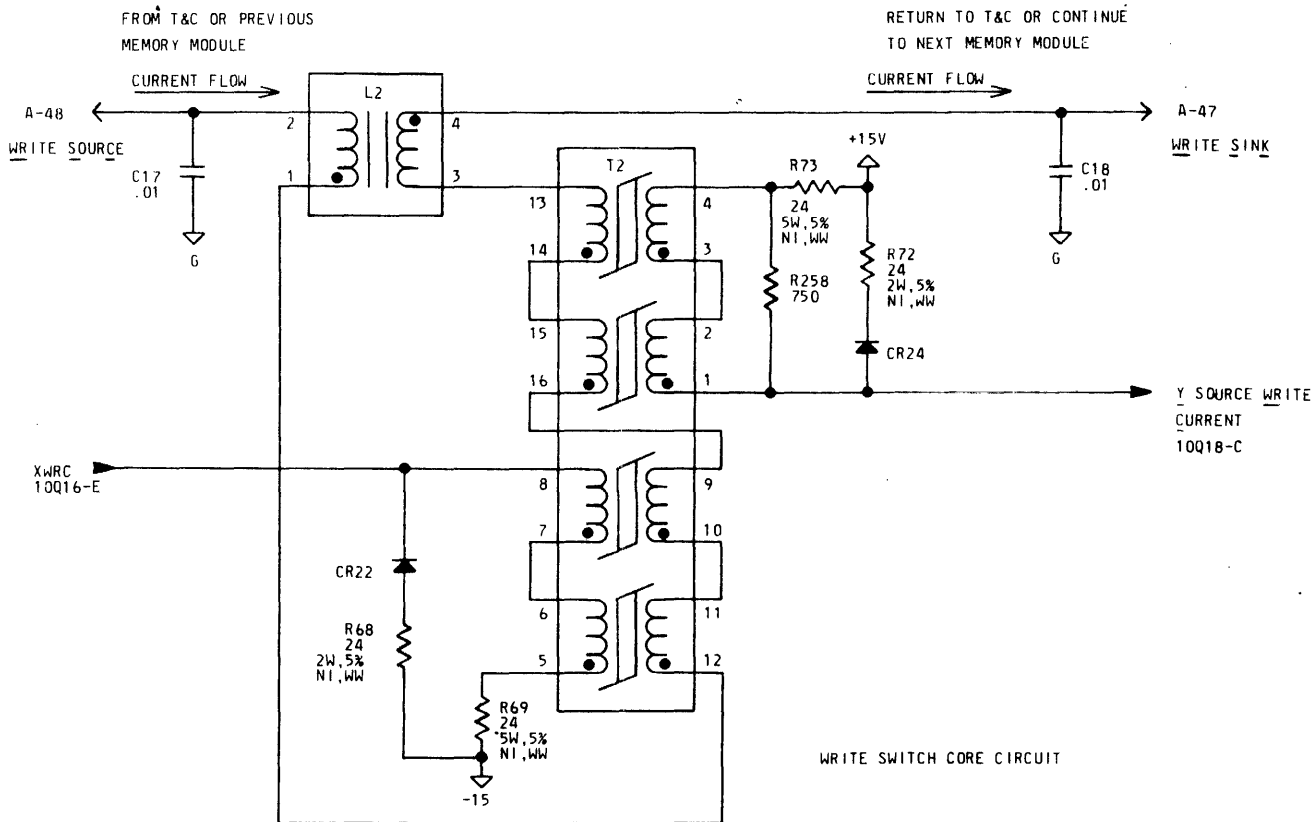 FROM T&C OR PREVIOUS
MEMORY MODULE
CURRENT FLOW
RETURN TO T&C OR CONTINUE
TO NEXT MEMORY MODULE
CURRENT FLOW
A-48
WRITE SOURCE
L2
2
4
1
3
C17
.01
G
A-47
WRITE SINK
C18
.01
G
+15V
T2
R73
24
5W,5%
NI,WW
R72
24
2W,5%
NI,WW
R258
750
CR24
13
4
14
3
15
2
16
1
Y SOURCE WRITE
CURRENT
10Q18-C
XWRC
10Q16-E
8
9
7
10
6
11
5
12
CR22
R68
24
2W,5%
NI,WW
R69
24
5W,5%
NI,WW
-15
WRITE SWITCH CORE CIRCUIT